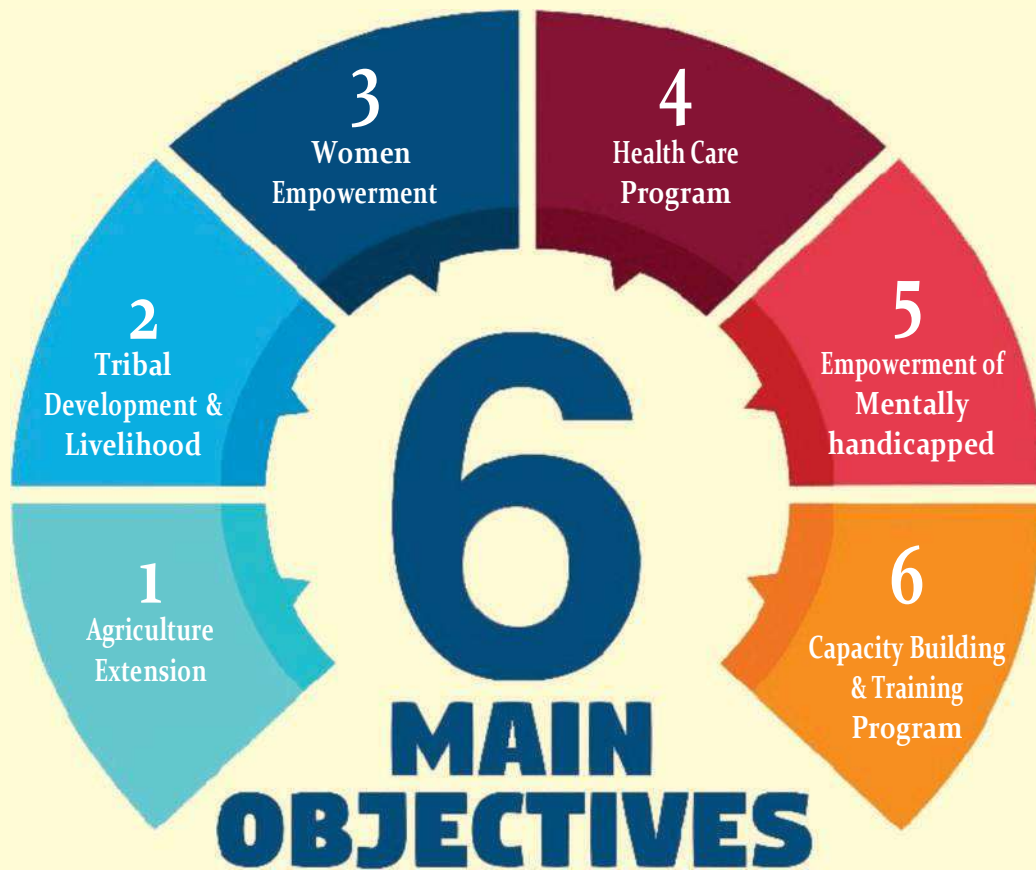 1
Agriculture
Extension
2
Tribal
Development &
Livelihood
3
Women
Empowerment
4
Health Care
Program
5
Empowerment of
Mentally
handicapped
6
Capacity Building
& Training
Program
6
MAIN
OBJECTIVES